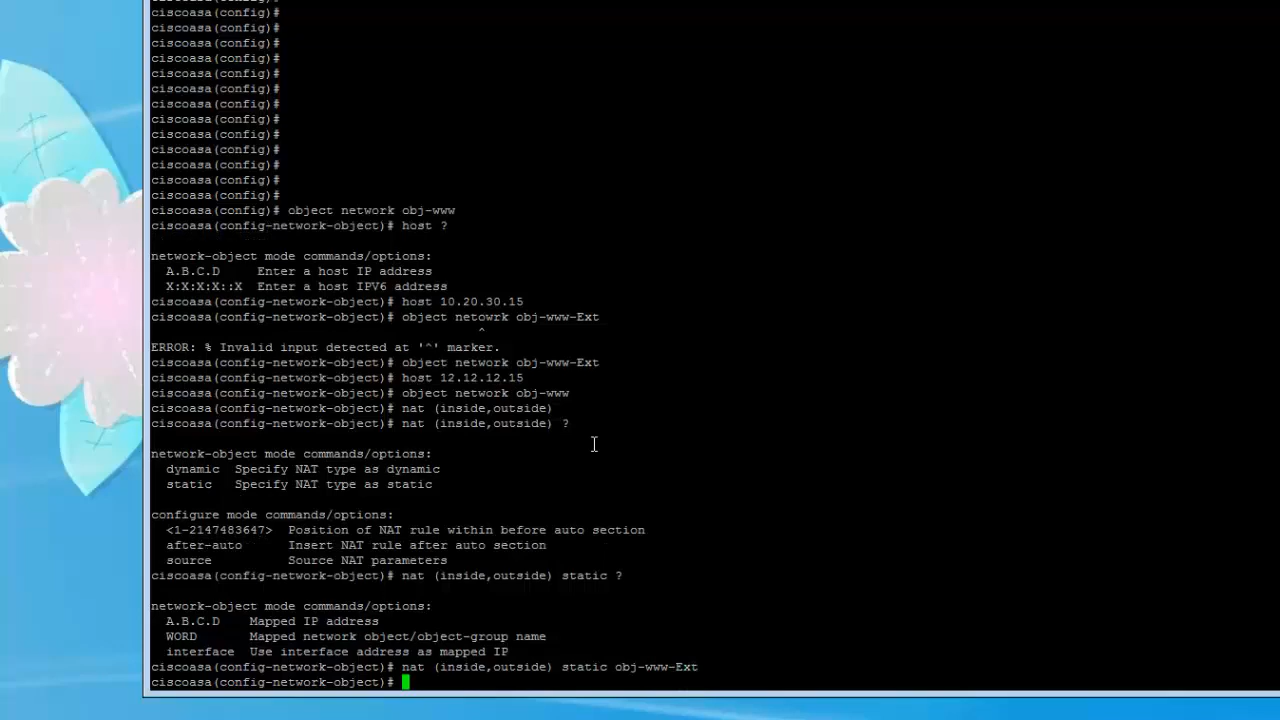 ciscoasa(config)#
ciscoasa(config)#
ciscoasa(config)#
ciscoasa(config)#
ciscoasa(config)#
ciscoasa(config)#
ciscoasa(config)#
ciscoasa(config)#
ciscoasa(config)#
ciscoasa(config)#
ciscoasa(config)#
ciscoasa(config)#
ciscoasa(config)#
ciscoasa(config)# object network obj-www
ciscoasa(config-network-object)# host ?
network-object mode commands/options:
A.B.C.D Enter a host IP address
X:X:X:X::X Enter a host IPV6 address
ciscoasa(config-network-object)# host 10.20.30.15
ciscoasa(config-network-object)# object netowrk obj-www-Ext
^
ERROR: % Invalid input detected at '^' marker.
ciscoasa(config-network-object)# object network obj-www-Ext
ciscoasa(config-network-object)# host 12.12.12.15
ciscoasa(config-network-object)# object network obj-www
ciscoasa(config-network-object)# nat (inside,outside)
ciscoasa(config-network-object)# nat (inside,outside) ?
network-object mode commands/options:
dynamic Specify NAT type as dynamic
static Specify NAT type as static
configure mode commands/options:
<1-2147483647> Position of NAT rule within before auto section
after-auto Insert NAT rule after auto section
source Source NAT parameters
ciscoasa(config-network-object)# nat (inside,outside) static ?
network-object mode commands/options:
A.B.C.D Mapped IP address
WORD Mapped network object/object-group name
interface Use interface address as mapped IP
ciscoasa(config-network-object)# nat (inside,outside) static obj-www-Ext
ciscoasa(config-network-object)#